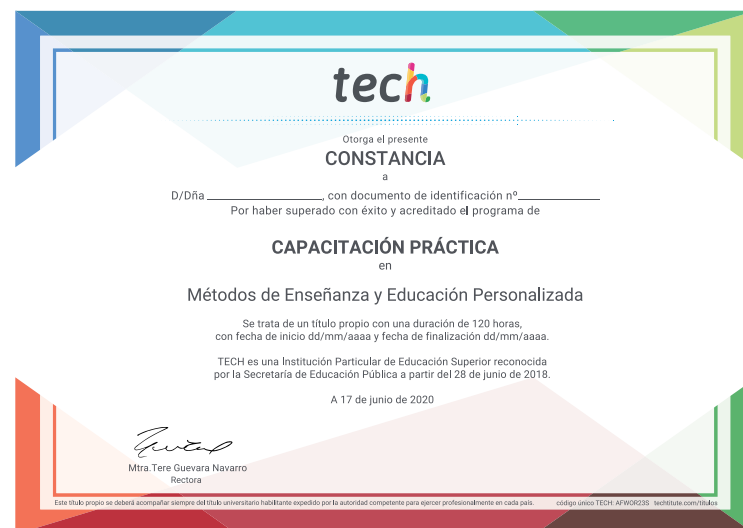 tech
Otorga el presente
CONSTANCIA
a
D/Dña ____________________, con documento de identificación nº______________
Por haber superado con éxito y acreditado el programa de
CAPACITACIÓN PRÁCTICA
en
Métodos de Enseñanza y Educación Personalizada
Se trata de un título propio con una duración de 120 horas,
con fecha de inicio dd/mm/aaaa y fecha de finalización dd/mm/aaaa.
TECH es una Institución Particular de Educación Superior reconocida
por la Secretaría de Educación Pública a partir del 28 de junio de 2018.
A 17 de junio de 2020
Mtra.Tere Guevara Navarro
Rectora
Este título propio se deberá acompañar siempre del título universitario habilitante expedido por la autoridad competente para ejercer profesionalmente en cada país. código único TECH: AFWOR23S techtitute.com/titulos